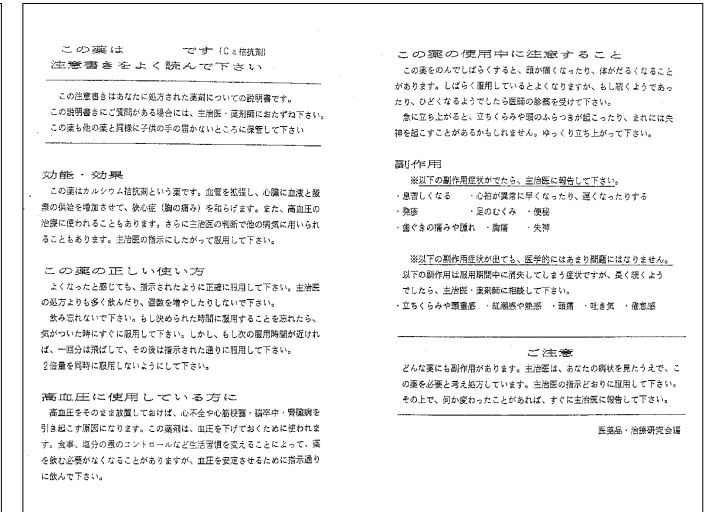 この薬は　　　です（Ca拮抗剤）
注意書きをよく読んで下さい
この注意書きはあなたに処方された薬剤についての説明書です。
この説明書きにご質問がある場合には、主治医・薬剤師におたずね下さい。
この薬も他の薬と同様に子供の手の届かないところに保管して下さい
効能・効果
この薬はカルシウム拮抗剤という薬です。血管を拡張し、心臓に血液と酸
素の供給を増加させて、狭心症（胸の痛み）を和らげます。また、高血圧の
治療に使われることもあります。さらに主治医の判断で他の病気に用いられ
ることもあります。主治医の指示にしたがって服用して下さい。
この薬の正しい使い方
よくなったと感じても、指示されたように正確に服用して下さい。主治医
の処方よりも多く飲んだり、回数を増やしたりしないで下さい。
飲み忘れないで下さい。もし決められた時間に服用することを忘れたら、
気がついた時にすぐに服用して下さい。しかし、もし次の服用時間が近けれ
ば、一回分は飛ばして、その後は指示された通りに服用して下さい。
2倍量を同時に服用しないようにして下さい。
高血圧に使用している方に
高血圧をそのまま放置しておけば、心不全や心筋梗塞・脳卒中・腎臓病を
引き起こす原因になります。この薬剤は、血圧を下げておくために使われま
す。食事、塩分の量のコントロールなど生活習慣を変えることによって、薬
を飲む必要がなくなることがありますが、血圧を安定させるために指示通り
に飲んで下さい。
この薬の使用中に注意すること
この薬をのんでしばらくすると、頭が痛くなったり、体がだるくなること
があります。しばらく服用しているとよくなりますが、もし続くようであっ
たり、ひどくなるようでしたら医師の診察を受けて下さい。
急に立ち上がると、立ちくらみや頭のふらつきが起こったり、まれには失
神を起こすことがあるかもしれません。ゆっくり立ち上がって下さい。
副作用
※以下の副作用症状がでたら、主治医に報告して下さい。
・息苦しくなる　・心拍が異常に早くなったり、遅くなったりする
・発疹　・足のむくみ　・便秘
・歯ぐきの痛みや腫れ　・胸痛　・失神
※以下の副作用症状が出ても、医学的にはあまり問題にはなりません。
以下の副作用は服用期間中に消失してしまう症状ですが、長く続くよう
でしたら、主治医・薬剤師に相談して下さい。
・立ちくらみや頭重感　・紅潮感や熱感　・頭痛　・吐き気　・倦怠感
ご注意
どんな薬にも副作用があります。主治医は、あなたの病状を見たうえで、こ
の薬を必要と考え処方しています。主治医の指示どおりに服用して下さい。
その上で、何か変わったことがあれば、すぐに主治医に報告して下さい。
医薬品・治療研究会編